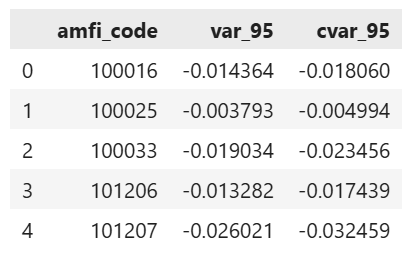 amfi_code var_95 cvar_95
0 100016 -0.014364 -0.018060
1 100025 -0.003793 -0.004994
2 100033 -0.019034 -0.023456
3 101206 -0.013282 -0.017439
4 101207 -0.026021 -0.032459